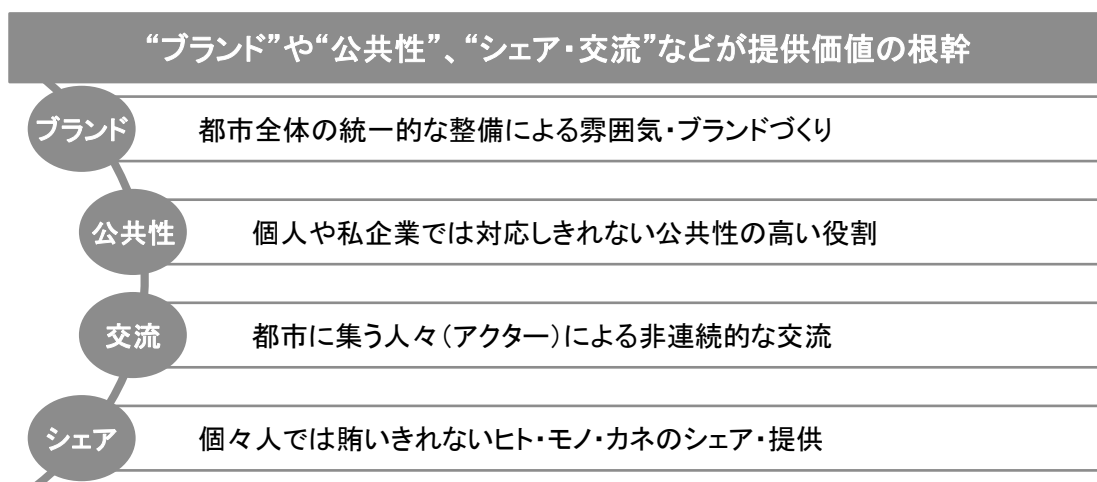 “ブランド”や“公共性”、“シェア・交流”などが提供価値の根幹
ブランド
都市全体の統一的な整備による雰囲気・ブランドづくり
公共性
個人や私企業では対応しきれない公共性の高い役割
交流
都市に集う人々（アクター）による非連続的な交流
シェア
個々人では賄いきれないヒト・モノ・カネのシェア・提供